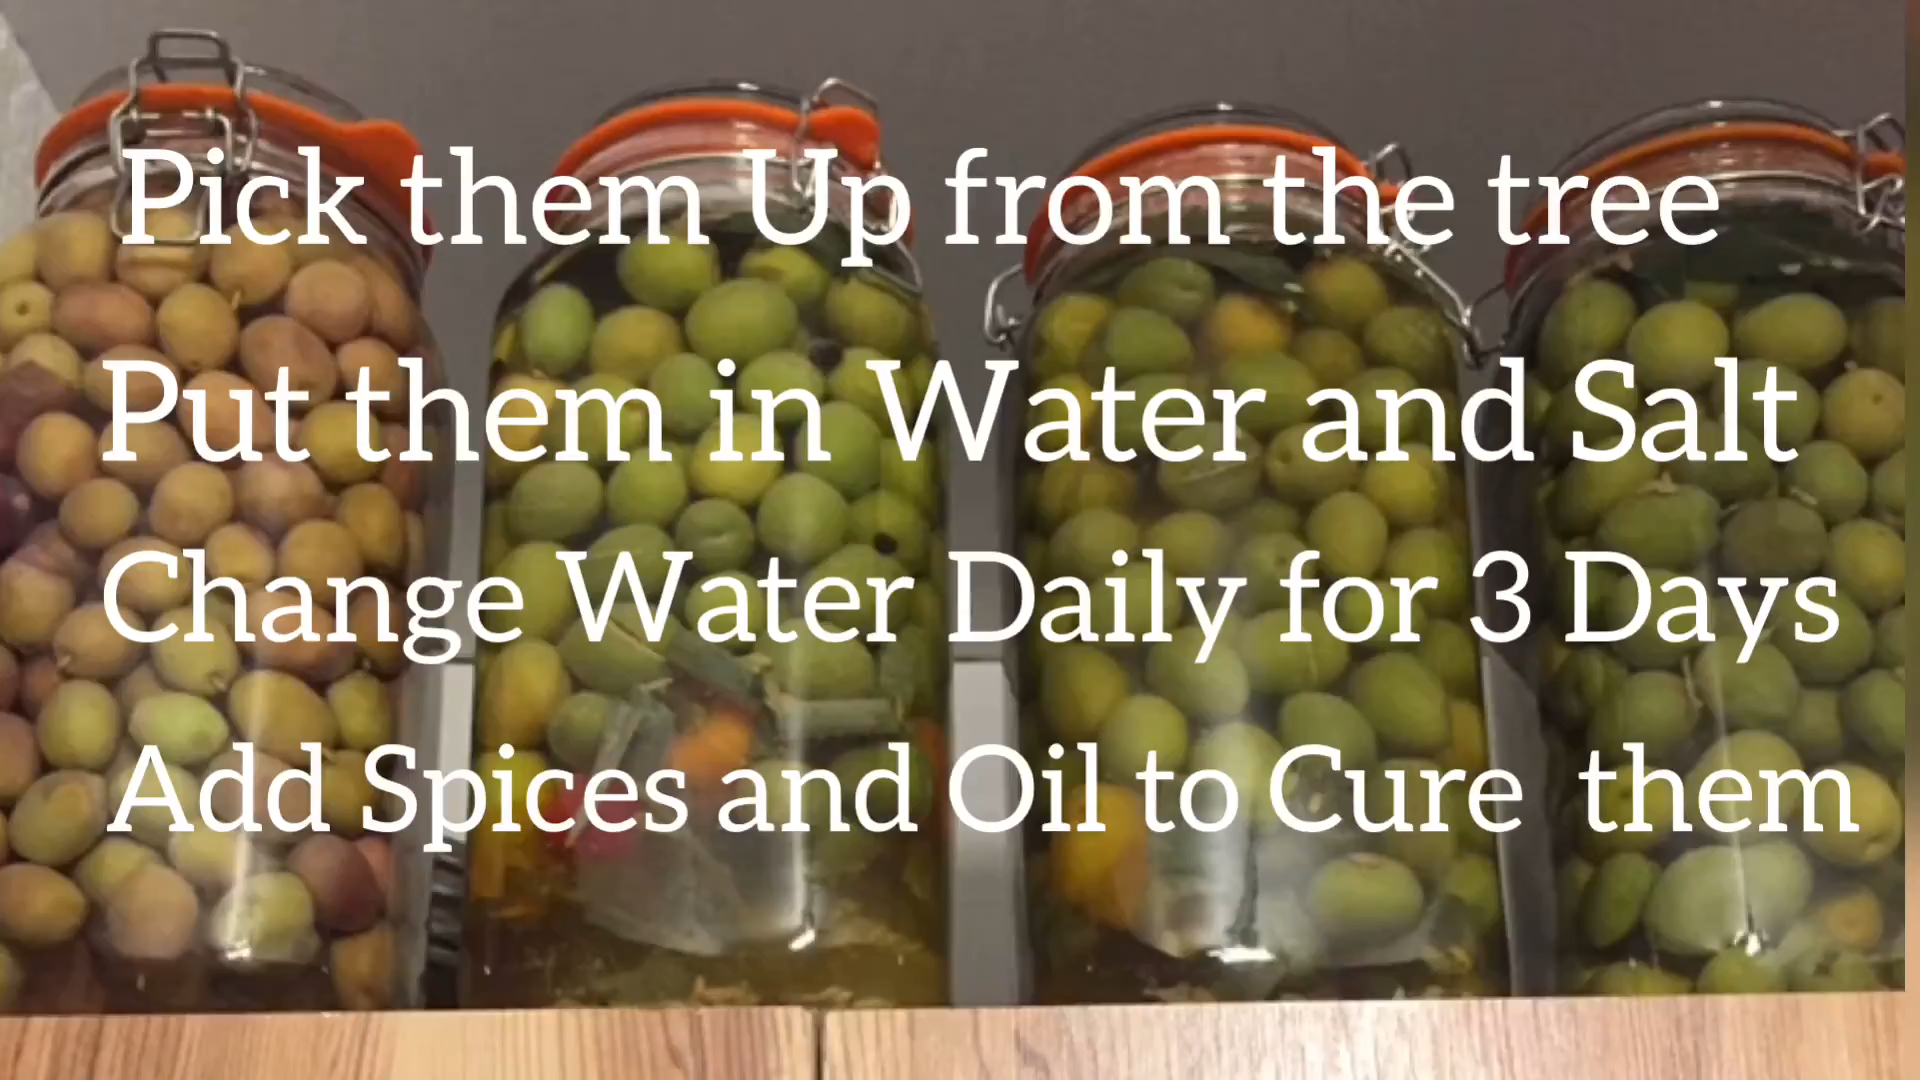 Pick them Up from the tree
Put them in Water and Salt
Change Water Daily for 3 Days
Add Spices and Oil to Cure them